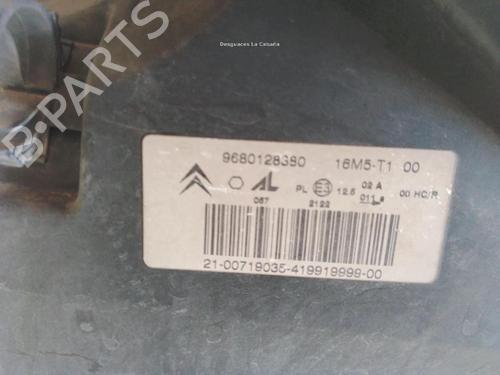 Desguaces La Cabaña
B-PARTS
9680128380 16M5-T1 00
AL PL E3 12.5 02 A 00 HC/R
067 2122 011
21-00719035-419919999-00